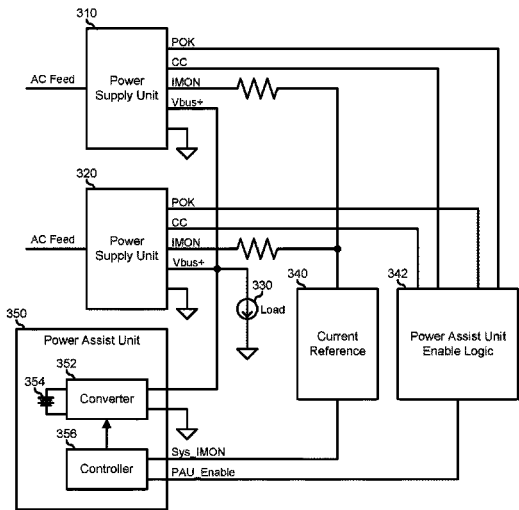 310
POK
CC
AC Feed
Power
Supply Unit
IMON
Vbus+
320
POK
CC
AC Feed
Power
Supply Unit
IMON
Vbus+
330
Load
340
Current
Reference
342
Power Assist Unit
Enable Logic
350
Power Assist Unit
352
354
Converter
356
Controller
Sys_IMON
PAU_Enable